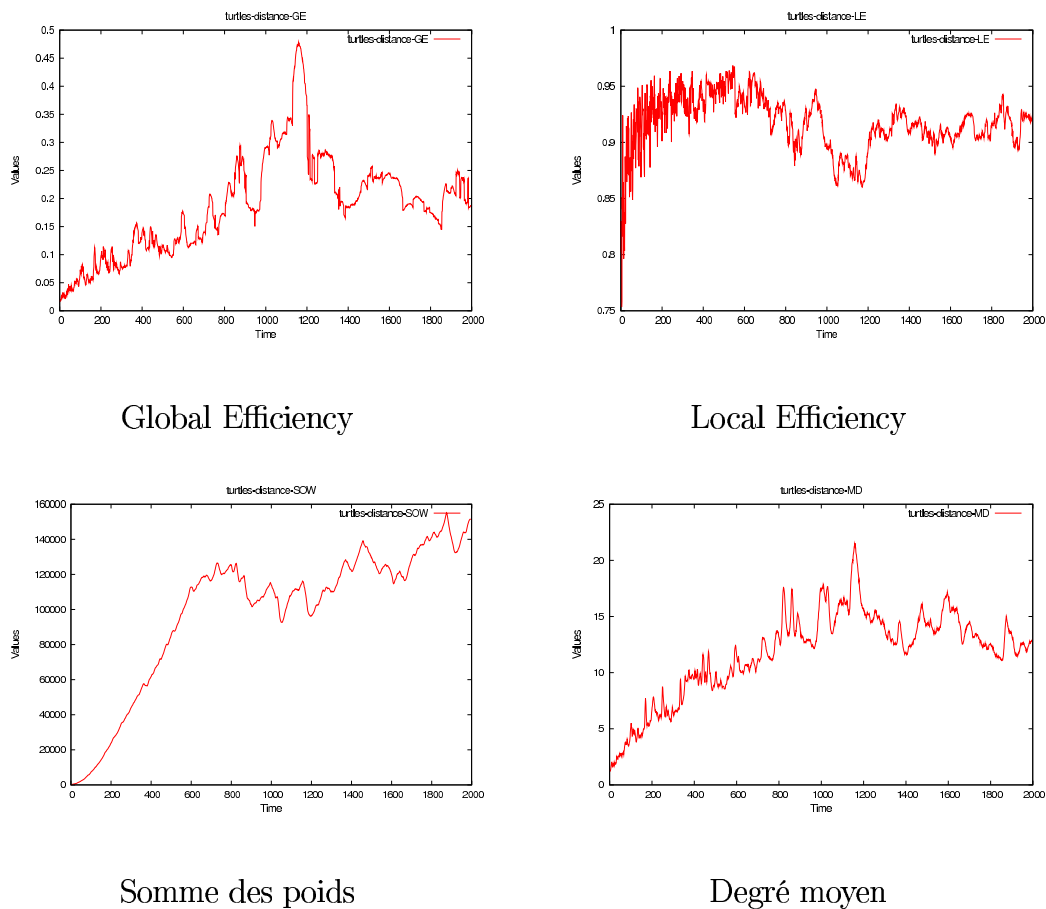 turtles-distance-GE
turtles-distance-GE
0.5
0.45
0.4
0.35
0.3
0.25
0.2
0.15
0.1
0.05
0
Values
0 200 400 600 800 1000 1200 1400 1600 1800 2000
Time
Global Efficiency
turtles-distance-LE
turtles-distance-LE
1
0.95
0.9
0.85
0.8
0.75
Values
0 200 400 600 800 1000 1200 1400 1600 1800 2000
Time
Local Efficiency
turtles-distance-SOW
turtles-distance-SOW
160000
140000
120000
100000
80000
60000
40000
20000
0
Values
0 200 400 600 800 1000 1200 1400 1600 1800 2000
Time
Somme des poids
turtles-distance-MD
turtles-distance-MD
25
20
15
10
5
0
Values
0 200 400 600 800 1000 1200 1400 1600 1800 2000
Time
Degré moyen